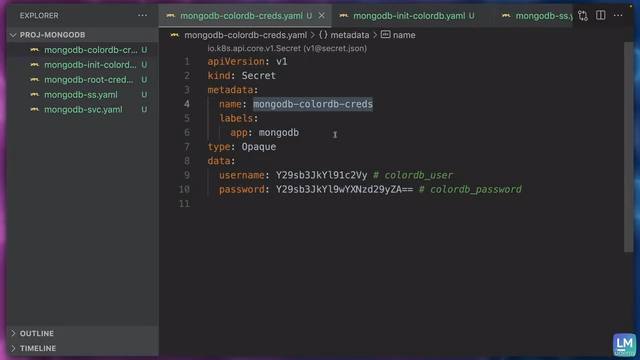 EXPLORER
PROJ-MONGODB
mongodb-colordb-cr... U
mongodb-init-colord... U
mongodb-root-cred... U
mongodb-ss.yaml U
mongodb-svc.yaml U
OUTLINE
TIMELINE
mongodb-colordb-creds.yaml U
mongodb-init-colordb.yaml U
mongodb-ss.y
mongodb-colordb-creds.yaml > {} metadata > name
io.k8s.api.core.v1.Secret (v1@secret.json)
1 apiVersion: v1
2 kind: Secret
3 metadata:
4 name: mongodb-colordb-creds
5 labels:
6 app: mongodb
7 type: Opaque
8 data:
9 username: Y29sb3JkYl91c2Vy # colordb_user
10 password: Y29sb3JkYl9wYXNzd29yZA== # colordb_password
11
LM